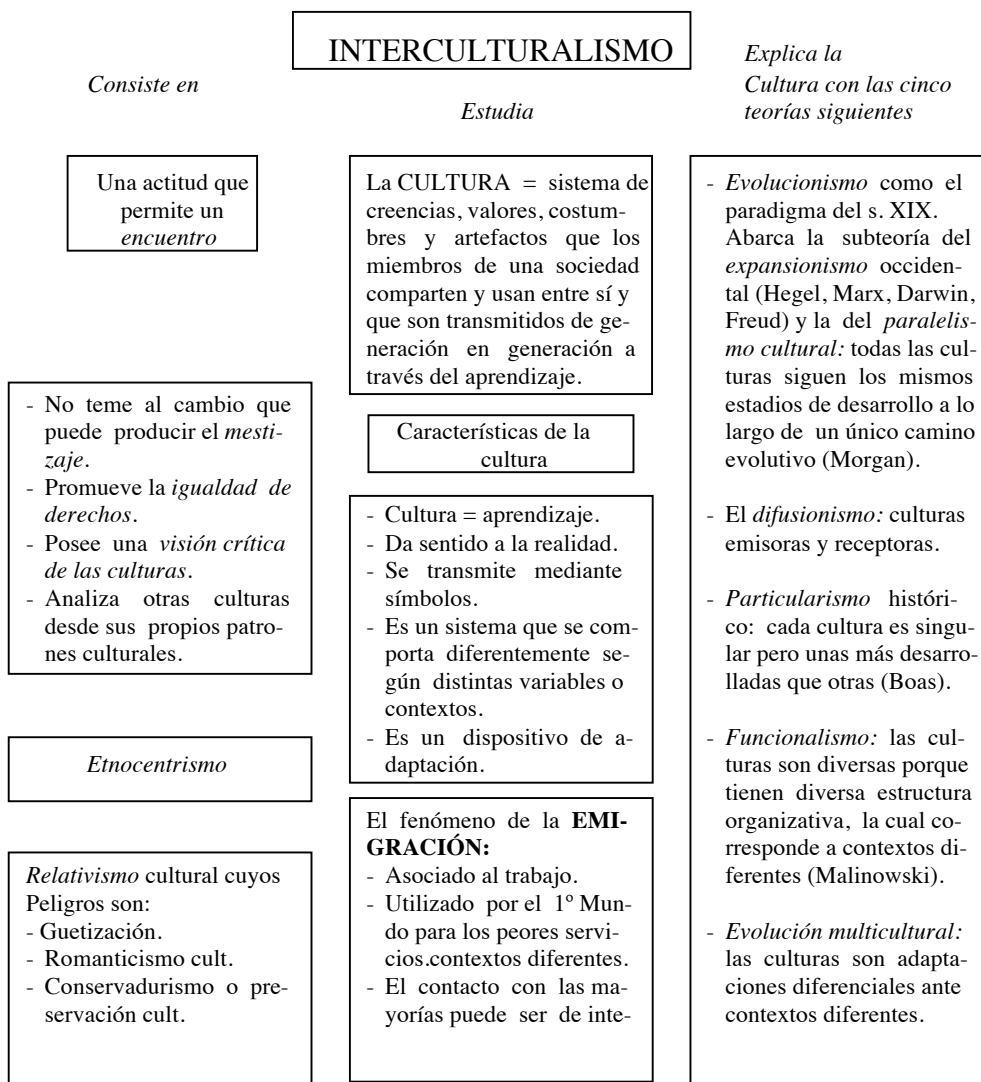 INTERCULTURALISMO
Consiste en
Una actitud que
permite un
encuentro
- No teme al cambio que
puede producir el mesti-
zaje.
- Promueve la igualdad de
derechos.
- Posee una visión crítica
de las culturas.
- Analiza otras culturas
desde sus propios patro-
nes culturales.
Etnocentrismo
Relativismo cultural cuyos
Peligros son:
- Guetización.
- Romanticismo cult.
- Conservadurismo o pre-
servación cult.
Estudia
La CULTURA = sistema de
creencias, valores, costum-
bres y artefactos que los
miembros de una sociedad
comparten y usan entre sí y
que son transmitidos de ge-
neración en generación a
través del aprendizaje.
Características de la
cultura
- Cultura = aprendizaje.
- Da sentido a la realidad.
- Se transmite mediante
símbolos.
- Es un sistema que se com-
porta diferentemente se-
gún distintas variables o
contextos.
- Es un dispositivo de a-
daptación.
El fenómeno de la EMI-
GRACIÓN:
- Asociado al trabajo.
- Utilizado por el 1º Mun-
do para los peores servi-
cios.contextos diferentes.
- El contacto con las ma-
yorías puede ser de inte-
Explica la
Cultura con las cinco
teorías siguientes
- Evolucionismo como el
paradigma del s. XIX.
Abarca la subteoría del
expansionismo occiden-
tal (Hegel, Marx, Darwin,
Freud) y la del paralelis-
mo cultural: todas las cul-
turas siguen los mismos
estadios de desarrollo a lo
largo de un único camino
evolutivo (Morgan).
- El difusionismo: culturas
emisoras y receptoras.
- Particularismo históri-
co: cada cultura es singu-
lar pero unas más desarro-
lladas que otras (Boas).
- Funcionalismo: las cul-
turas son diversas porque
tienen diversa estructura
organizativa, la cual co-
rresponde a contextos di-
ferentes (Malinowski).
- Evolución multicultural:
las culturas son adapta-
ciones diferenciales ante
contextos diferentes.